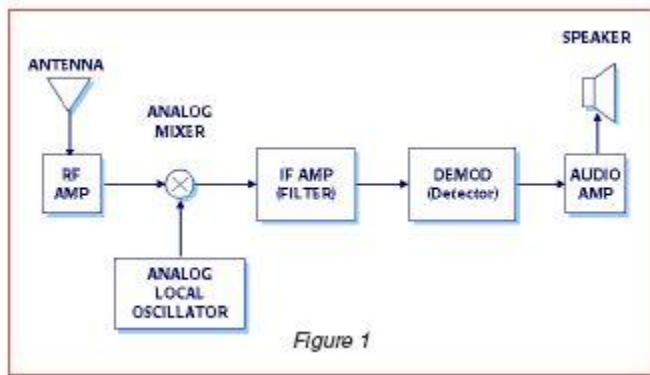 SPEAKER
ANTENNA
ANALOG
MIXER
RF
AMP
IF AMP
(FILTER)
DEMOD
(Detector)
AUDIO
AMP
ANALOG
LOCAL
OSCILLATOR
Figure 1